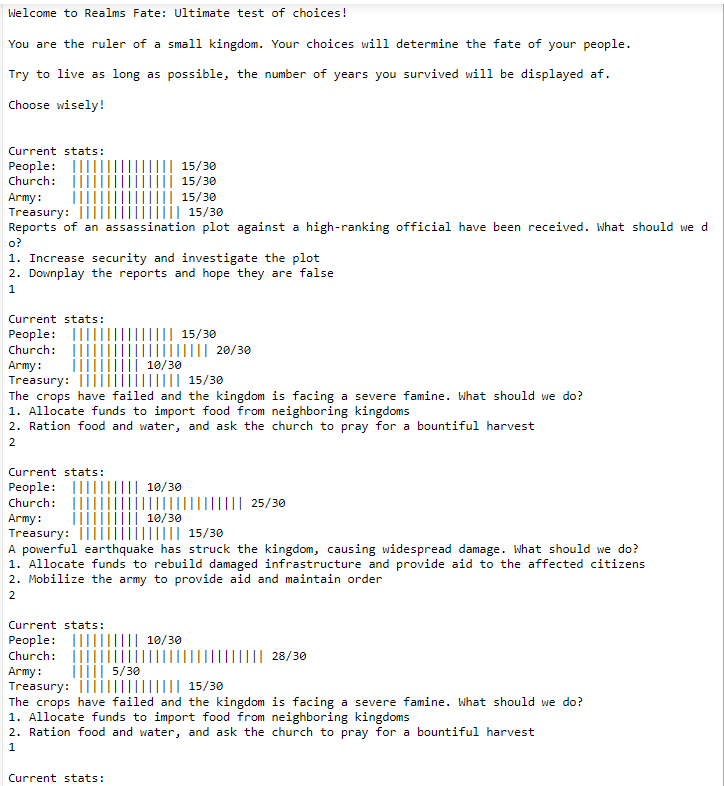 Welcome to Realms Fate: Ultimate test of choices!
You are the ruler of a small kingdom. Your choices will determine the fate of your people.
Try to live as long as possible, the number of years you survived will be displayed af.
Choose wisely!
Current stats:
People: ||||||||||||||| 15/30
Church: ||||||||||||||| 15/30
Army: ||||||||||||||| 15/30
Treasury: ||||||||||||||| 15/30
Reports of an assassination plot against a high-ranking official have been received. What should we d
o?
1. Increase security and investigate the plot
2. Downplay the reports and hope they are false
1
Current stats:
People: ||||||||||||||| 15/30
Church: |||||||||||||||||||| 20/30
Army: |||||||||| 10/30
Treasury: ||||||||||||||| 15/30
The crops have failed and the kingdom is facing a severe famine. What should we do?
1. Allocate funds to import food from neighboring kingdoms
2. Ration food and water, and ask the church to pray for a bountiful harvest
2
Current stats:
People: |||||||||| 10/30
Church: ||||||||||||||||||||||||| 25/30
Army: |||||||||| 10/30
Treasury: ||||||||||||||| 15/30
A powerful earthquake has struck the kingdom, causing widespread damage. What should we do?
1. Allocate funds to rebuild damaged infrastructure and provide aid to the affected citizens
2. Mobilize the army to provide aid and maintain order
2
Current stats:
People: |||||||||| 10/30
Church: |||||||||||||||||||||||||||| 28/30
Army: ||||| 5/30
Treasury: ||||||||||||||| 15/30
The crops have failed and the kingdom is facing a severe famine. What should we do?
1. Allocate funds to import food from neighboring kingdoms
2. Ration food and water, and ask the church to pray for a bountiful harvest
1
Current stats: